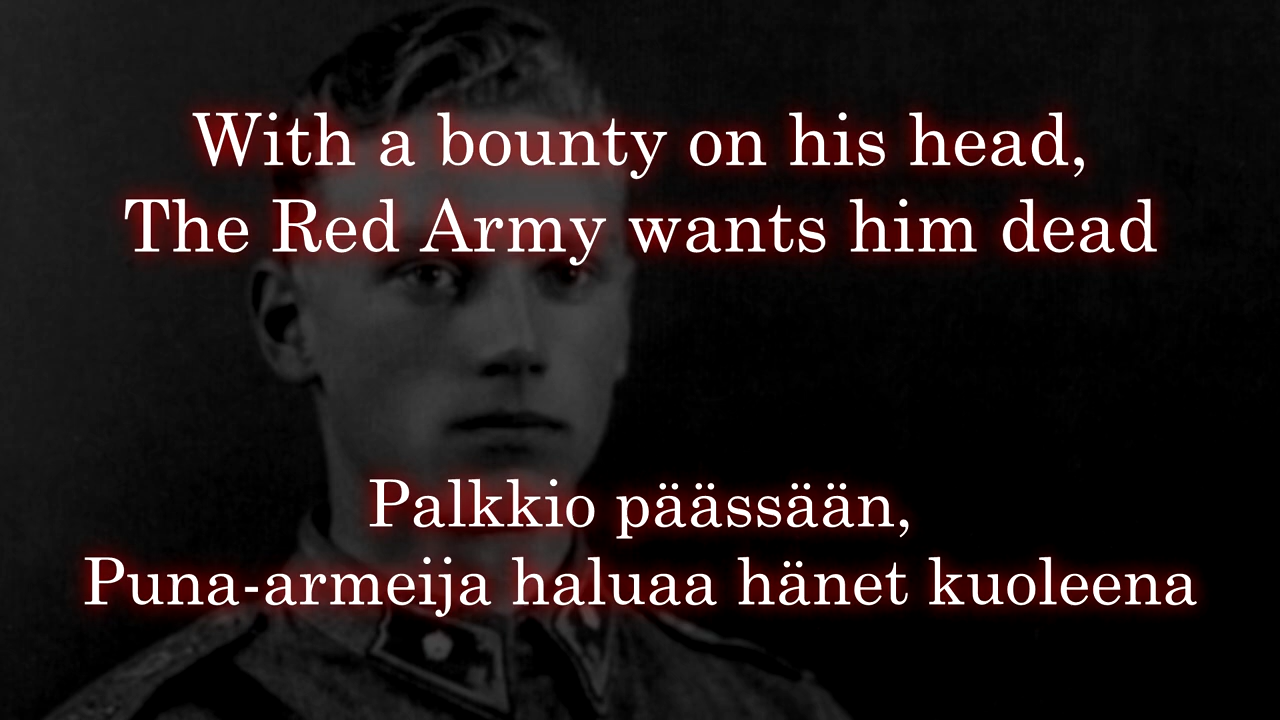 With a bounty on his head,
The Red Army wants him dead
Palkkio päässään,
Puna-armeija haluaa hänet kuoleena